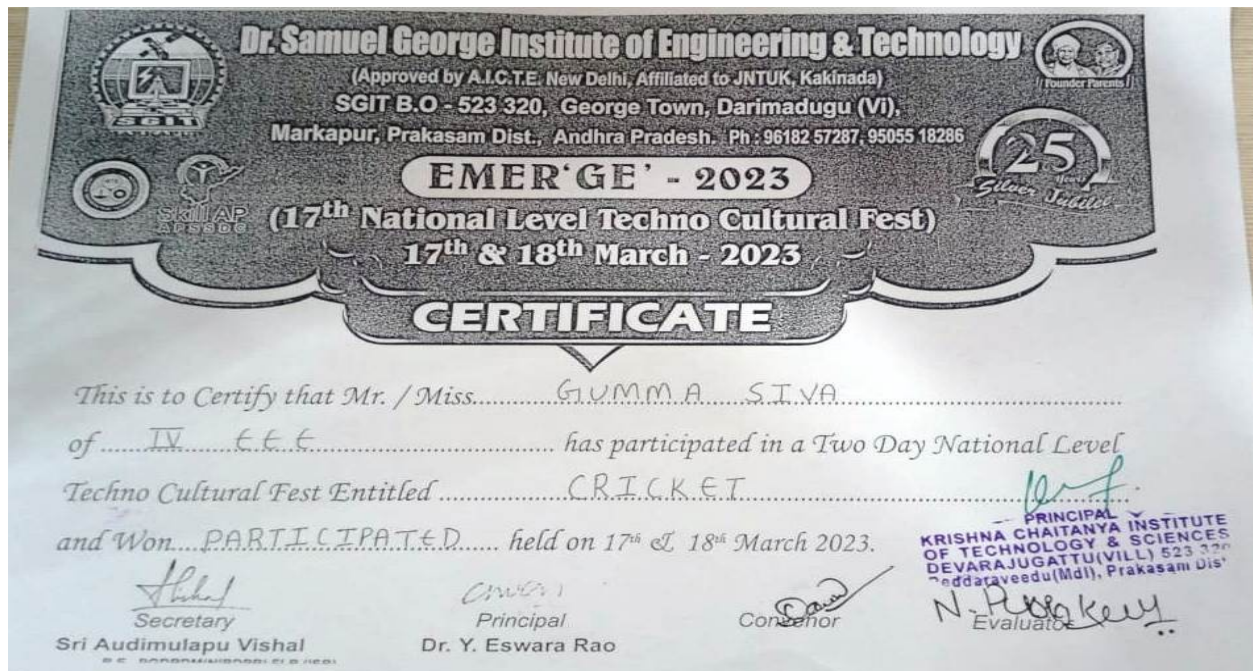 Dr. Samuel George Institute of Engineering & Technology
(Approved by A.I.C.T.E. New Delhi, Affiliated to JNTUK, Kakinada)
SGIT B.O - 523 320, George Town, Darimadugu (Vi),
Markapur, Prakasam Dist., Andhra Pradesh. Ph : 96182 57287, 95055 18286
SGIT
Founder Parents
25
Years
Silver Jubilee
Skill AP
APSSDC
EMER‘GE’ - 2023
(17th National Level Techno Cultural Fest)
17th & 18th March - 2023
CERTIFICATE
This is to Certify that Mr. / Miss GUMMA SIVA
of IV EEE has participated in a Two Day National Level
Techno Cultural Fest Entitled CRICKET
and Won PARTICIPATED held on 17th & 18th March 2023.
PRINCIPAL
KRISHNA CHAITANYA INSTITUTE
OF TECHNOLOGY & SCIENCES
DEVARAJUGATTU(VILL) 523 320
Peddaraveedu(Mdl), Prakasam Dis
Secretary
Sri Audimulapu Vishal
Principal
Dr. Y. Eswara Rao
Convenor
Evaluator